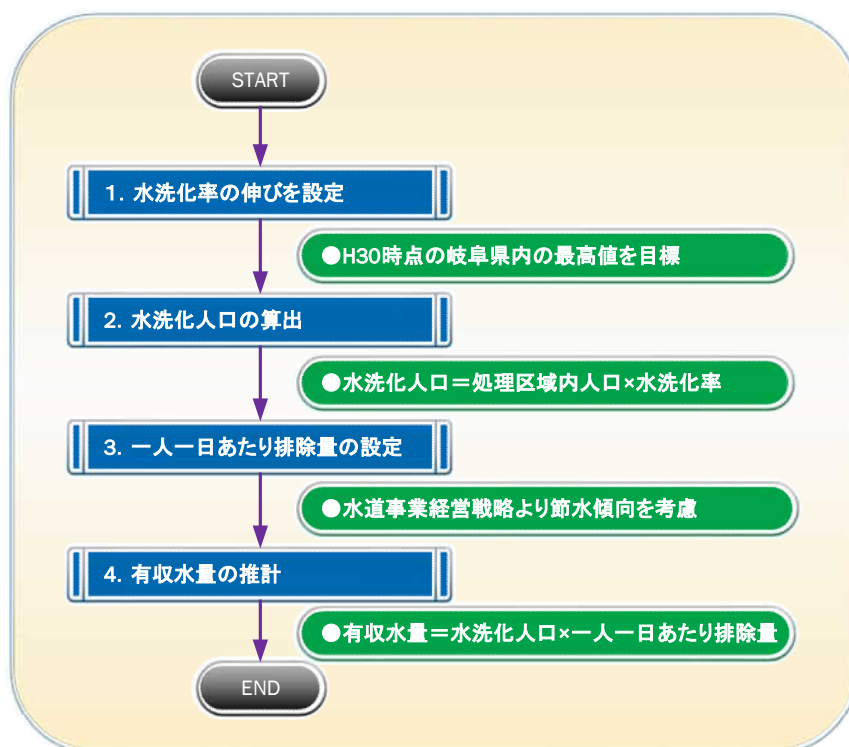 START
1．水洗化率の伸びを設定
●H30時点の岐阜県内の最高値を目標
2．水洗化人口の算出
●水洗化人口＝処理区域内人口×水洗化率
3．一人一日あたり排除量の設定
●水道事業経営戦略より節水傾向を考慮
4．有収水量の推計
●有収水量＝水洗化人口×一人一日あたり排除量
END